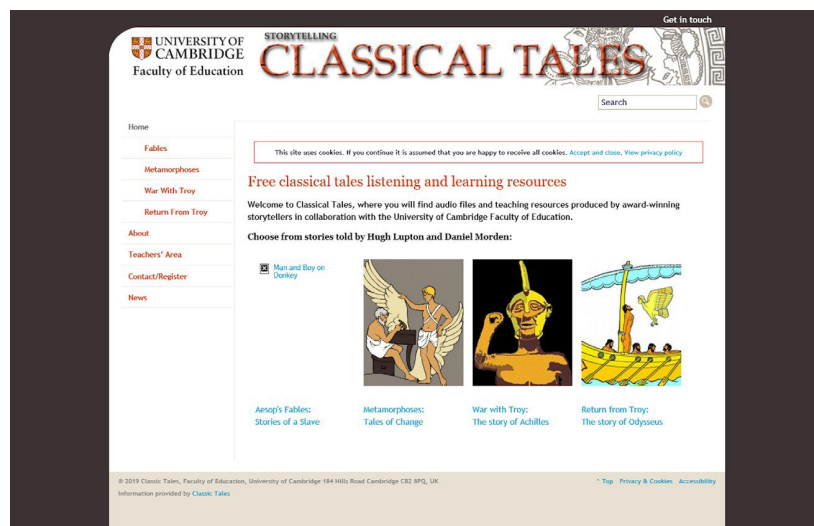 Get in touch
UNIVERSITY OF
CAMBRIDGE
Faculty of Education
STORYTELLING
CLASSICAL TALES
Search
Home
Fables
Metamorphoses
War With Troy
Return From Troy
About
Teachers' Area
Contact/Register
News
This site uses cookies. If you continue it is assumed that you are happy to receive all cookies. Accept and close. View privacy policy
Free classical tales listening and learning resources
Welcome to Classical Tales, where you will find audio files and teaching resources produced by award-winning
storytellers in collaboration with the University of Cambridge Faculty of Education.
Choose from stories told by Hugh Lupton and Daniel Morden:
Man and Boy on
Donkey
Aesop's Fables:
Stories of a Slave
Metamorphoses:
Tales of Change
War with Troy:
The story of Achilles
Return from Troy:
The story of Odysseus
© 2019 Classic Tales, Faculty of Education, University of Cambridge 184 Hills Road Cambridge CB2 8PQ, UK
Information provided by Classic Tales
^ Top Privacy & Cookies Accessibility